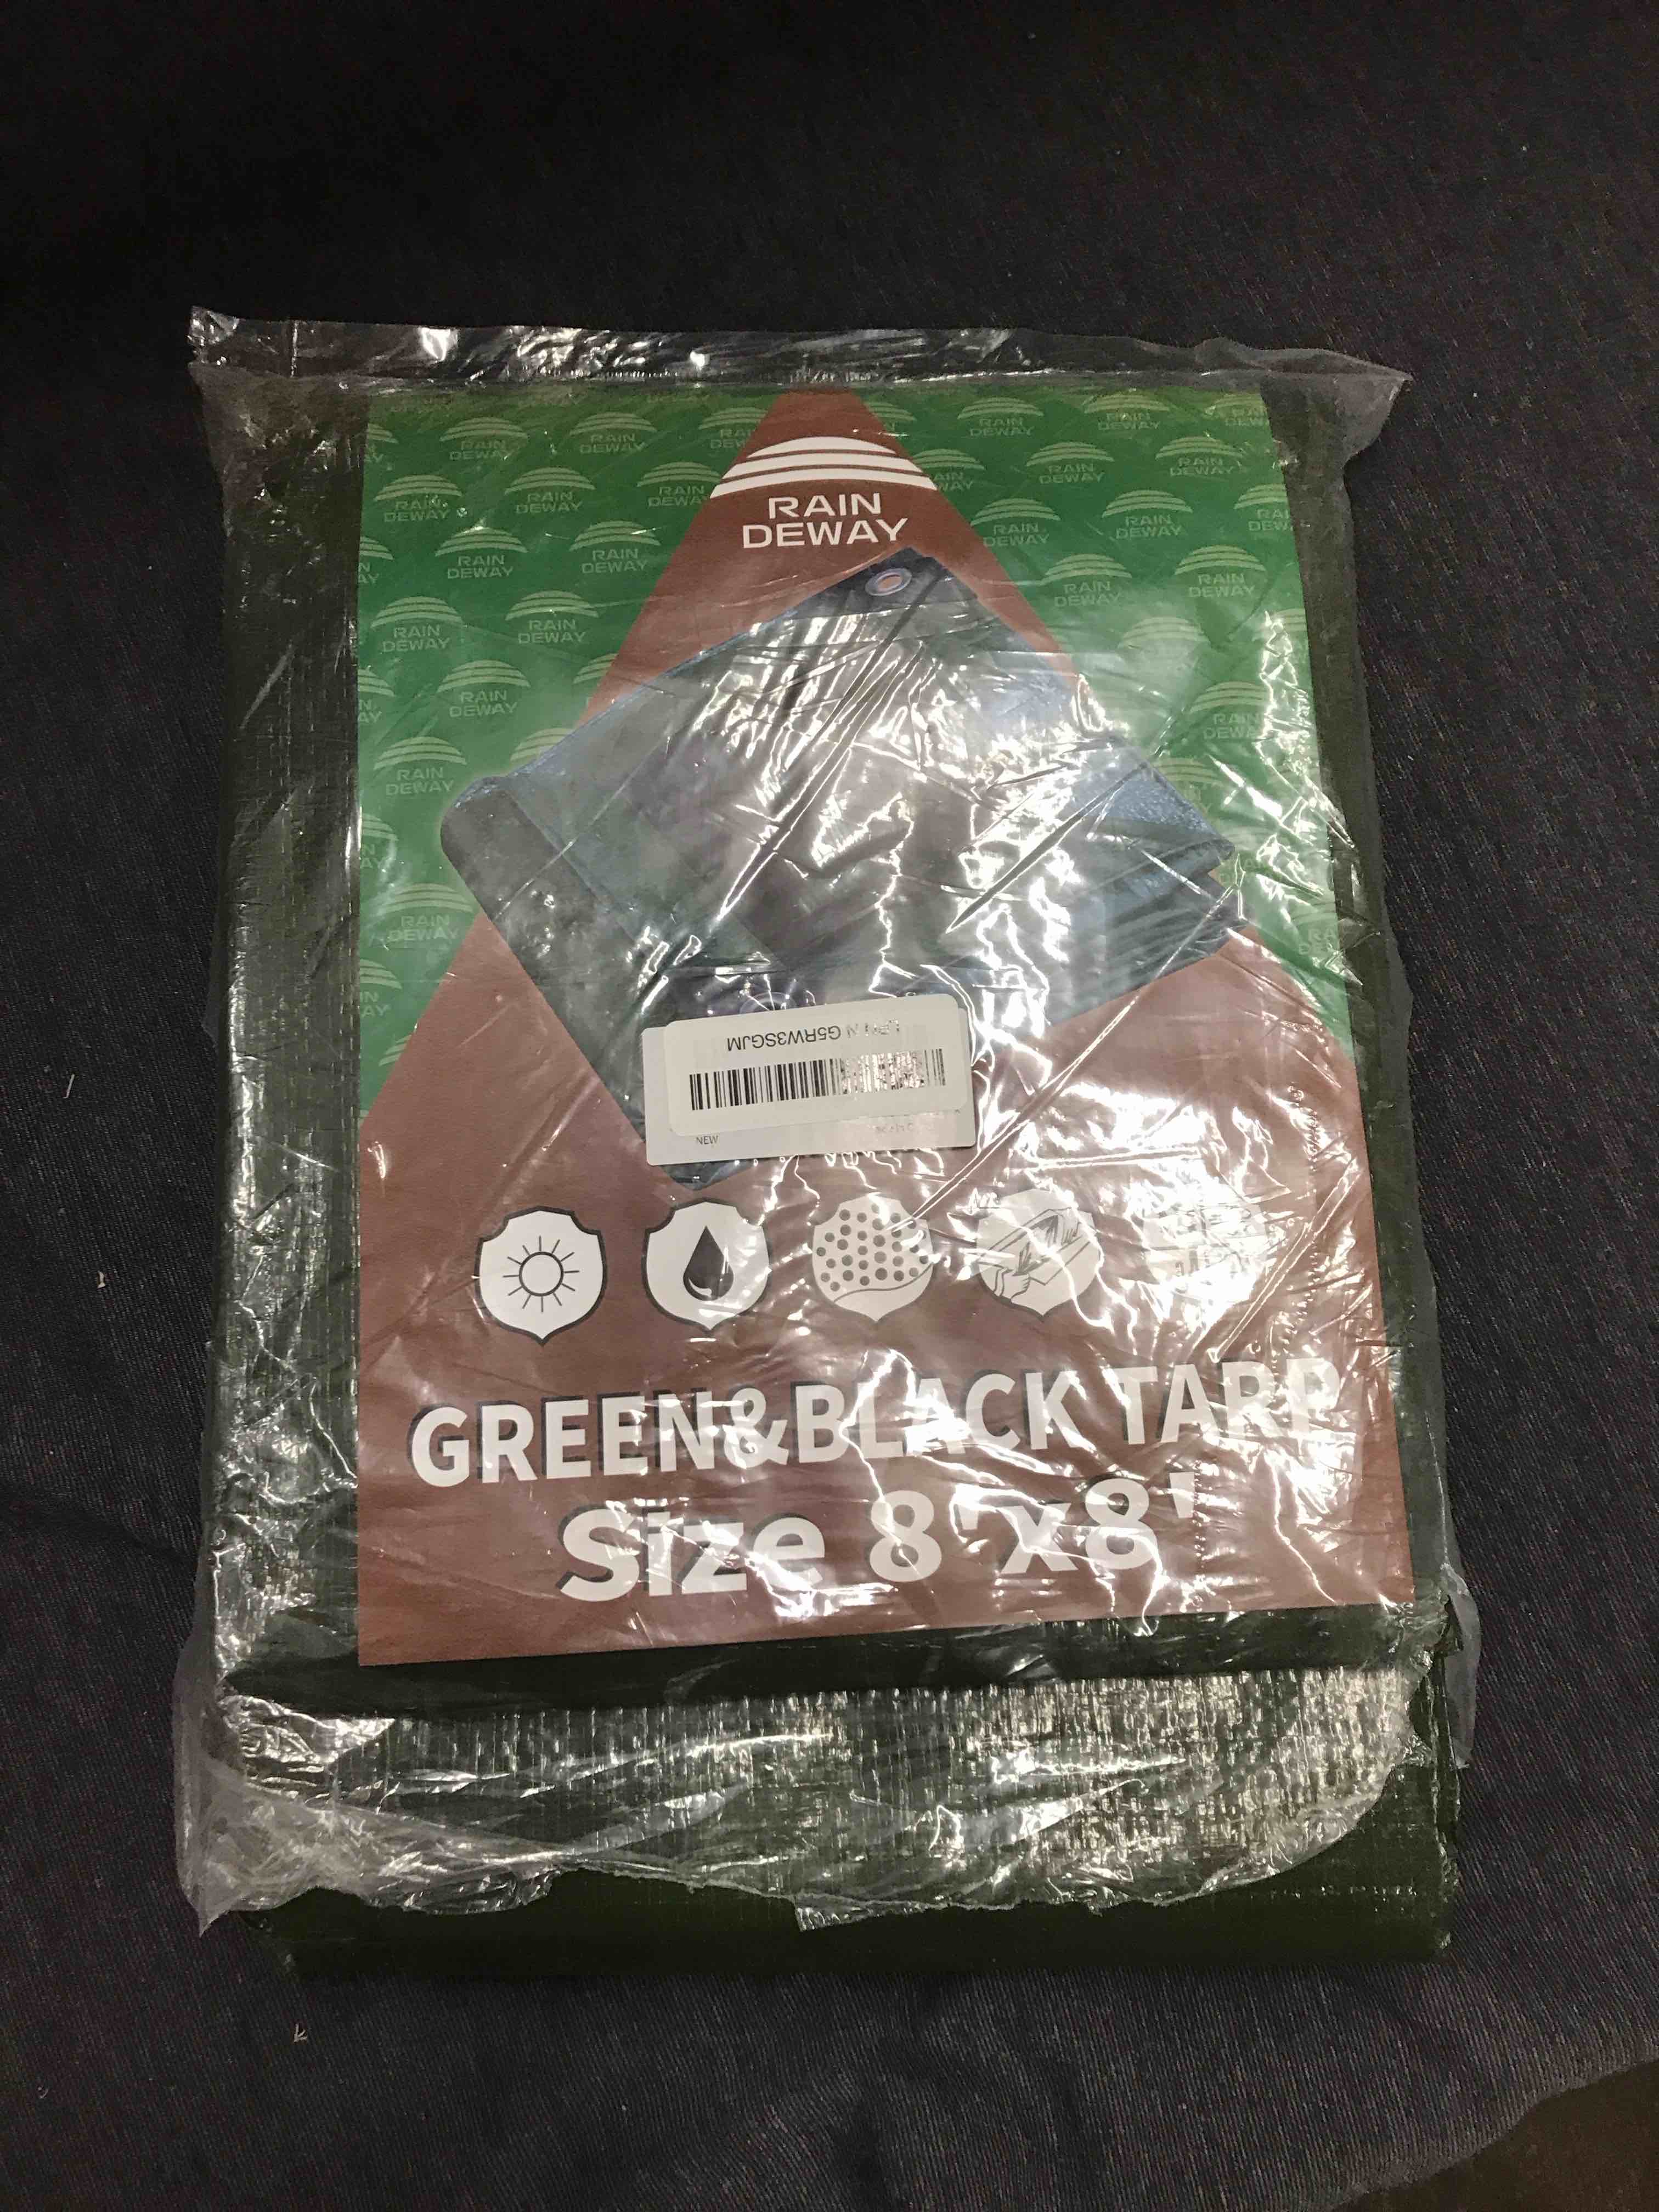 RAIN
DEWAY
G5RW3SGJM
NEW
GREEN&BLACK TARP
Size 8'x8'